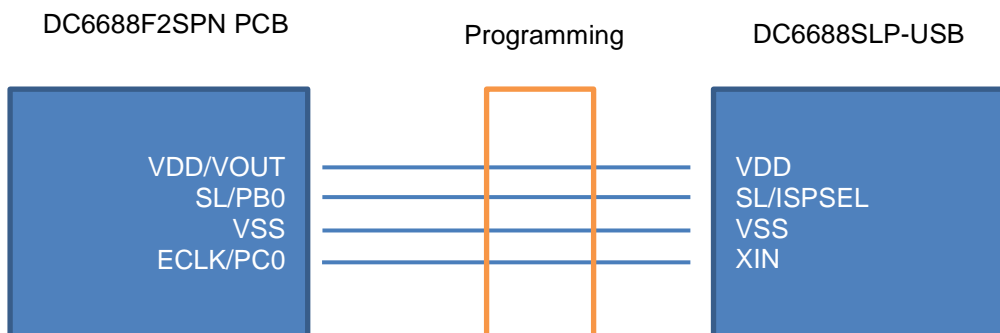 DC6688F2SPN PCB
Programming
DC6688SLP-USB
VDD/VOUT
SL/PB0
VSS
ECLK/PC0
VDD
SL/ISPSEL
VSS
XIN